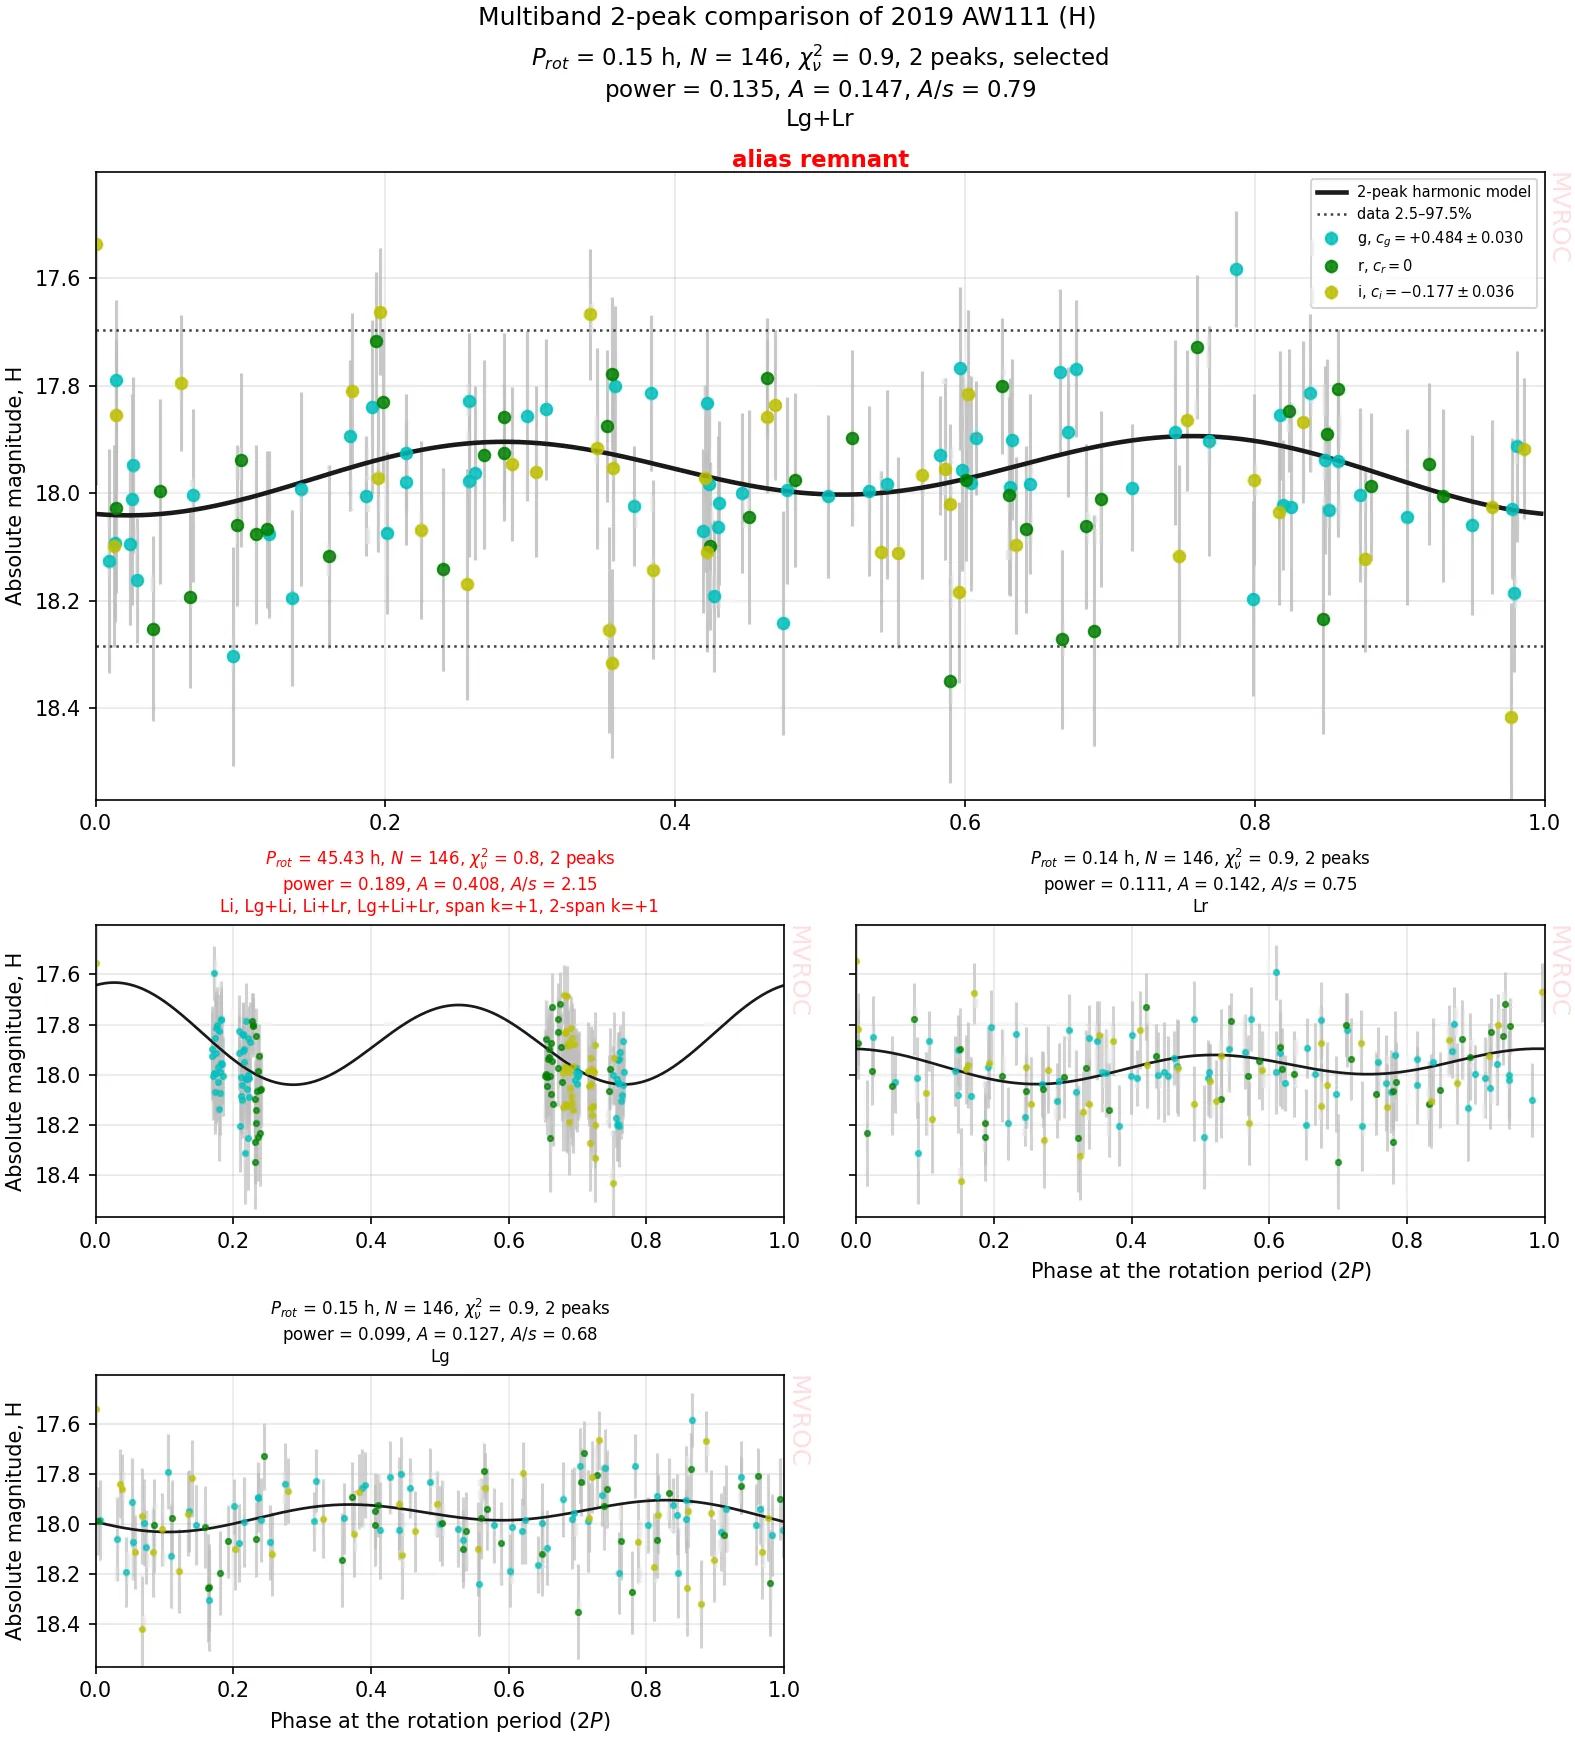 Multiband 2-peak comparison of 2019 AW111 (H)
P_rot = 0.15 h, N = 146, χ²_ν = 0.9, 2 peaks, selected
power = 0.135, A = 0.147, A/s = 0.79
Lg+Lr
alias remnant
2-peak harmonic model
data 2.5–97.5%
g, c_g = +0.484 ± 0.030
r, c_r = 0
i, c_i = −0.177 ± 0.036
MVROC
Absolute magnitude, H
17.6
17.8
18.0
18.2
18.4
0.0 0.2 0.4 0.6 0.8 1.0
P_rot = 45.43 h, N = 146, χ²_ν = 0.8, 2 peaks
power = 0.189, A = 0.408, A/s = 2.15
Li, Lg+Li, Li+Lr, Lg+Li+Lr, span k=+1, 2-span k=+1
MVROC
Absolute magnitude, H
17.6
17.8
18.0
18.2
18.4
0.0 0.2 0.4 0.6 0.8 1.0
P_rot = 0.14 h, N = 146, χ²_ν = 0.9, 2 peaks
power = 0.111, A = 0.142, A/s = 0.75
Lr
MVROC
0.0 0.2 0.4 0.6 0.8 1.0
Phase at the rotation period (2P)
P_rot = 0.15 h, N = 146, χ²_ν = 0.9, 2 peaks
power = 0.099, A = 0.127, A/s = 0.68
Lg
MVROC
Absolute magnitude, H
17.6
17.8
18.0
18.2
18.4
0.0 0.2 0.4 0.6 0.8 1.0
Phase at the rotation period (2P)